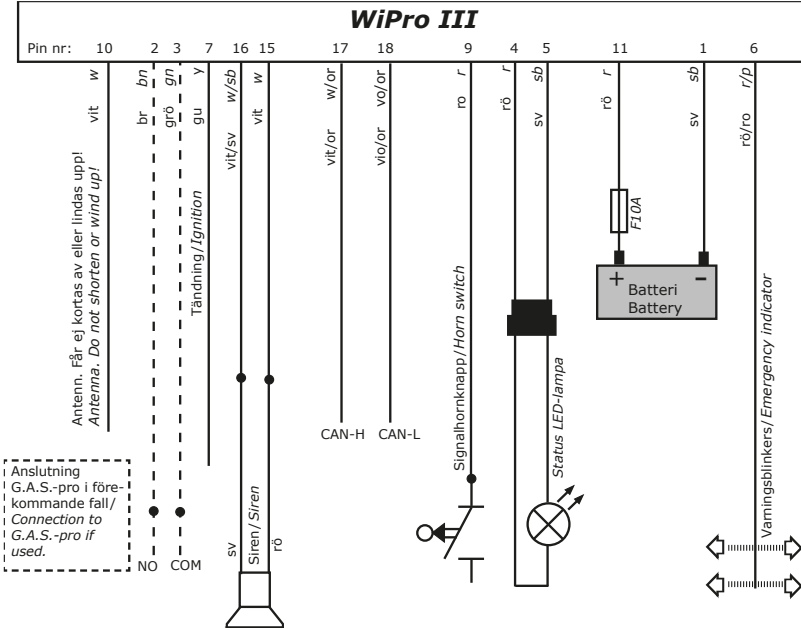 WiPro III
Pin nr: 10 2 3 7 16 15 17 18 9 4 5 11 1 6
w bn gn y w/sb w w/or vo/or r r sb r sb r/p
vit br grö gu vit/sv vit vit/or vio/or ro rö sv rö sv rö/ro
Antenn. Får ej kortas av eller lindas upp!
Antenna. Do not shorten or wind up!
Tändning/Ignition
F10A
+ -
Batteri
Battery
CAN-H CAN-L
Signalhornknapp/Horn switch
Status LED-lampa
Varningsblinkers/Emergency indicator
Anslutning
G.A.S.-pro i före-
kommande fall/
Connection to
G.A.S.-pro if
used.
NO COM
sv
Siren/Siren
rö